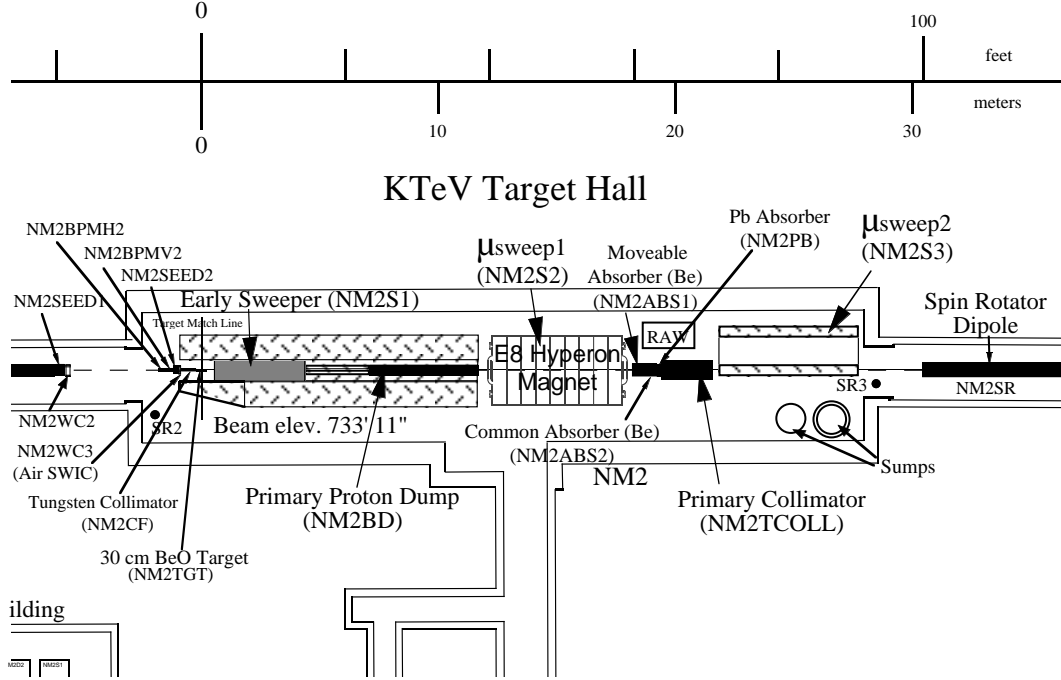 0
100
feet
meters
0
10
20
30
KTeV Target Hall
NM2BPMH2
NM2BPMV2
NM2SEED2
NM2SEED1
Early Sweeper (NM2S1)
Target Match Line
μsweep1
(NM2S2)
Moveable
Absorber (Be)
(NM2ABS1)
Pb Absorber
(NM2PB)
μsweep2
(NM2S3)
Spin Rotator
Dipole
RAW
E8 Hyperon
Magnet
NM2SR
SR3
NM2WC2
SR2
Beam elev. 733' 11"
NM2WC3
(Air SWIC)
Common Absorber (Be)
(NM2ABS2)
NM2
Sumps
Tungsten Collimator
(NM2CF)
Primary Proton Dump
(NM2BD)
Primary Collimator
(NM2TCOLL)
30 cm BeO Target
(NM2TGT)
ilding
M2D2
NM2S1